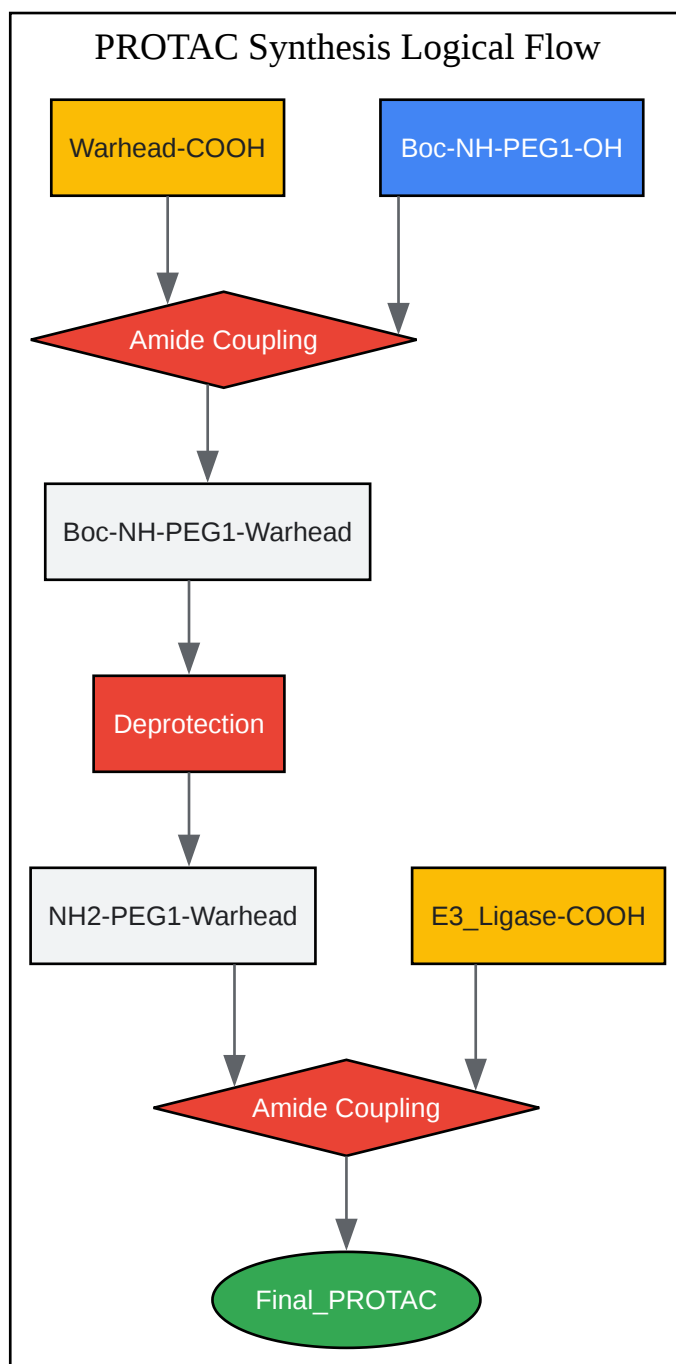 PROTAC Synthesis Logical Flow
Warhead-COOH
Boc-NH-PEG1-OH
Amide Coupling
Boc-NH-PEG1-Warhead
Deprotection
NH2-PEG1-Warhead
E3_Ligase-COOH
Amide Coupling
Final_PROTAC